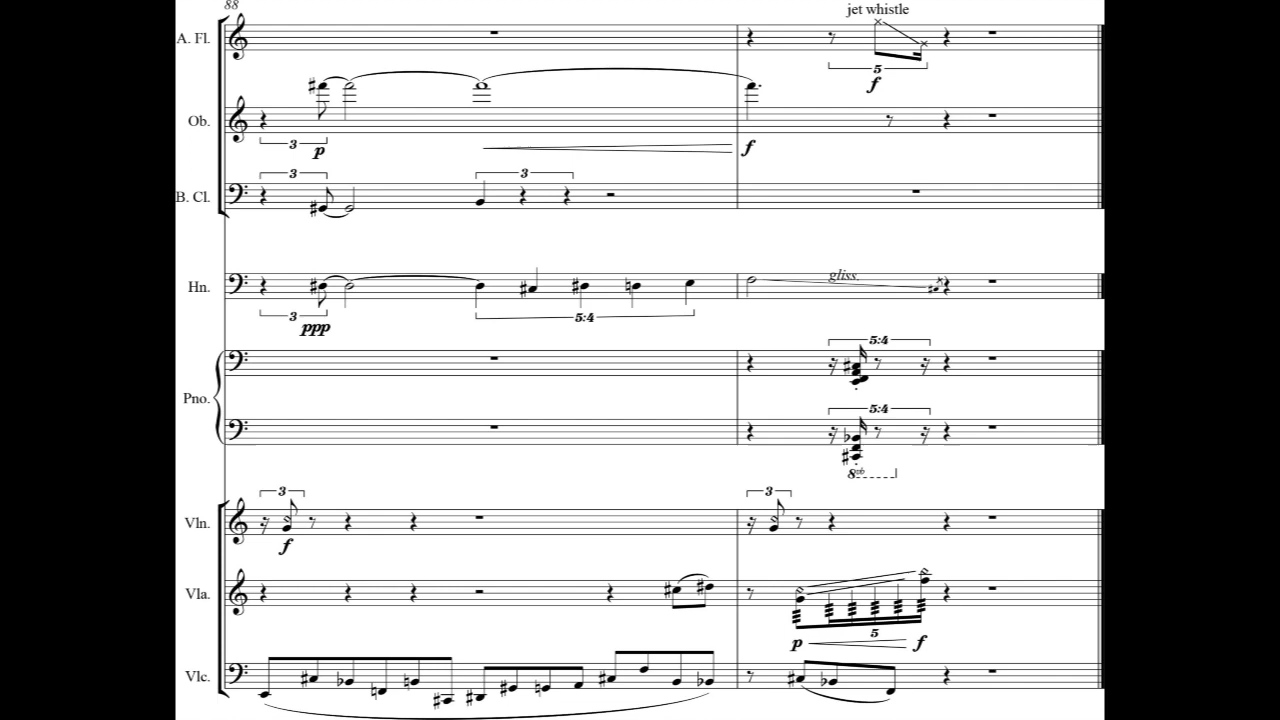 88
jet whistle
A. Fl.
5
f
Ob.
3
p
f
3
3
B. Cl.
gliss.
Hn.
3
5:4
ppp
5:4
Pno.
5:4
8vb
3
3
Vln.
f
Vla.
5
p
f
Vlc.